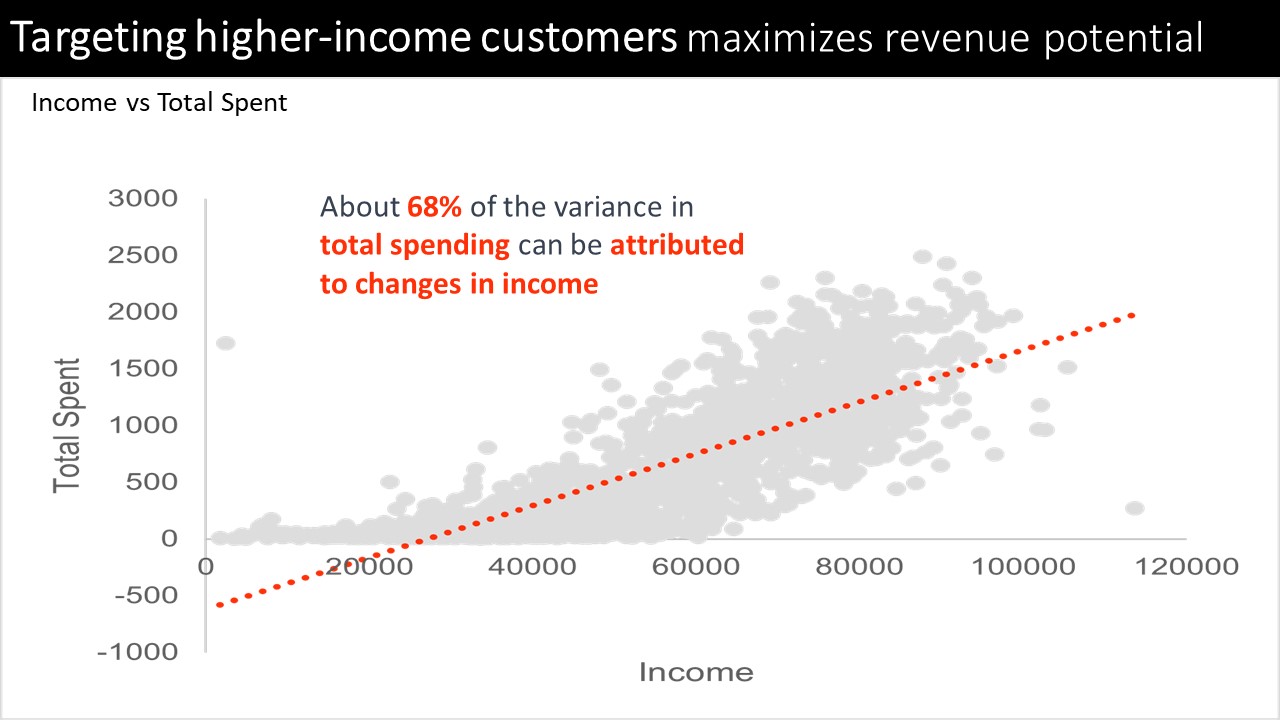 Targeting higher-income customers maximizes revenue potential
Income vs Total Spent
About 68% of the variance in
total spending can be attributed
to changes in income
3000
2500
2000
1500
1000
500
0
-500
-1000
Total Spent
0 20000 40000 60000 80000 100000 120000
Income